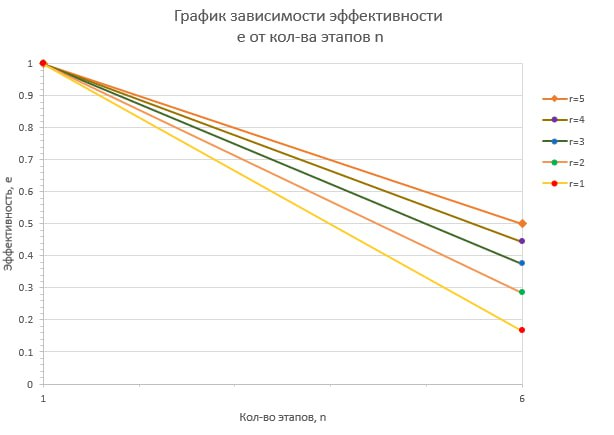 График зависимости эффективности
е от кол-ва этапов n
Эффективность, е
1
0.9
0.8
0.7
0.6
0.5
0.4
0.3
0.2
0.1
0
1
6
Кол-во этапов, n
r=5
r=4
r=3
r=2
r=1